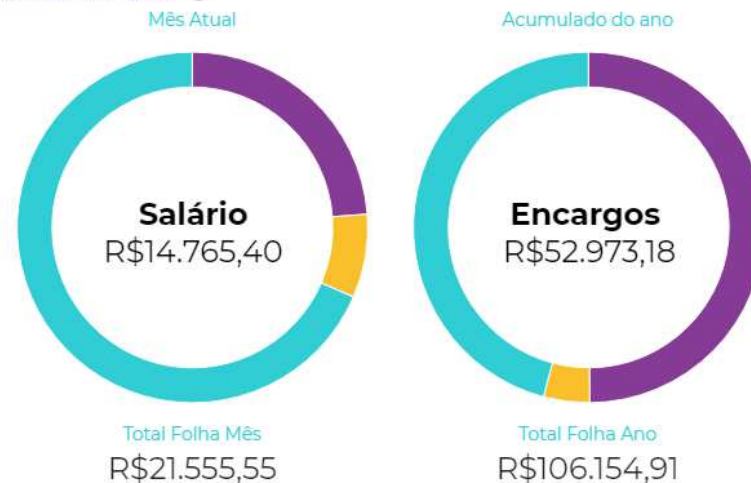 Mês Atual
Salário
R$14.765,40
Total Folha Mês
R$21.555,55
Acumulado do ano
Encargos
R$52.973,18
Total Folha Ano
R$106.154,91